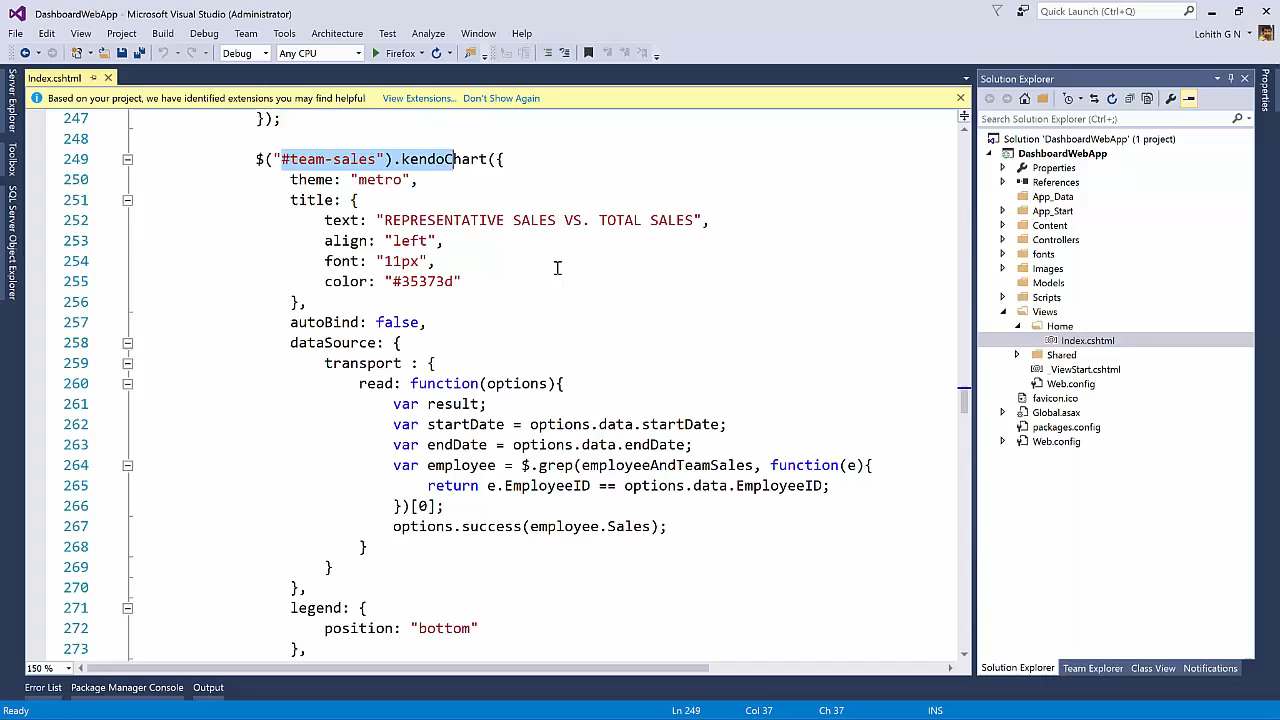 DashboardWebApp - Microsoft Visual Studio (Administrator)
Quick Launch (Ctrl+Q)
File Edit View Project Build Debug Team Tools Architecture Test Analyze Window Help
Lohith G N
Debug Any CPU Firefox
Index.cshtml
Solution Explorer
Based on your project, we have identified extensions you may find helpful View Extensions... Don't Show Again
Search Solution Explorer (Ctrl+;)
Server Explorer
Toolbox
SQL Server Object Explorer
Properties
247 });
248
249 $("#team-sales").kendoChart({
250 theme: "metro",
251 title: {
252 text: "REPRESENTATIVE SALES VS. TOTAL SALES",
253 align: "left",
254 font: "11px",
255 color: "#35373d"
256 },
257 autoBind: false,
258 dataSource: {
259 transport : {
260 read: function(options){
261 var result;
262 var startDate = options.data.startDate;
263 var endDate = options.data.endDate;
264 var employee = $.grep(employeeAndTeamSales, function(e){
265 return e.EmployeeID == options.data.EmployeeID;
266 })[0];
267 options.success(employee.Sales);
268 }
269 }
270 },
271 legend: {
272 position: "bottom"
273 },
Solution 'DashboardWebApp' (1 project)
DashboardWebApp
Properties
References
App_Data
App_Start
Content
Controllers
fonts
Images
Models
Scripts
Views
Home
Index.cshtml
Shared
_ViewStart.cshtml
Web.config
favicon.ico
Global.asax
packages.config
Web.config
150 %
Solution Explorer Team Explorer Class View Notifications
Error List Package Manager Console Output
Ready Ln 249 Col 37 Ch 37 INS